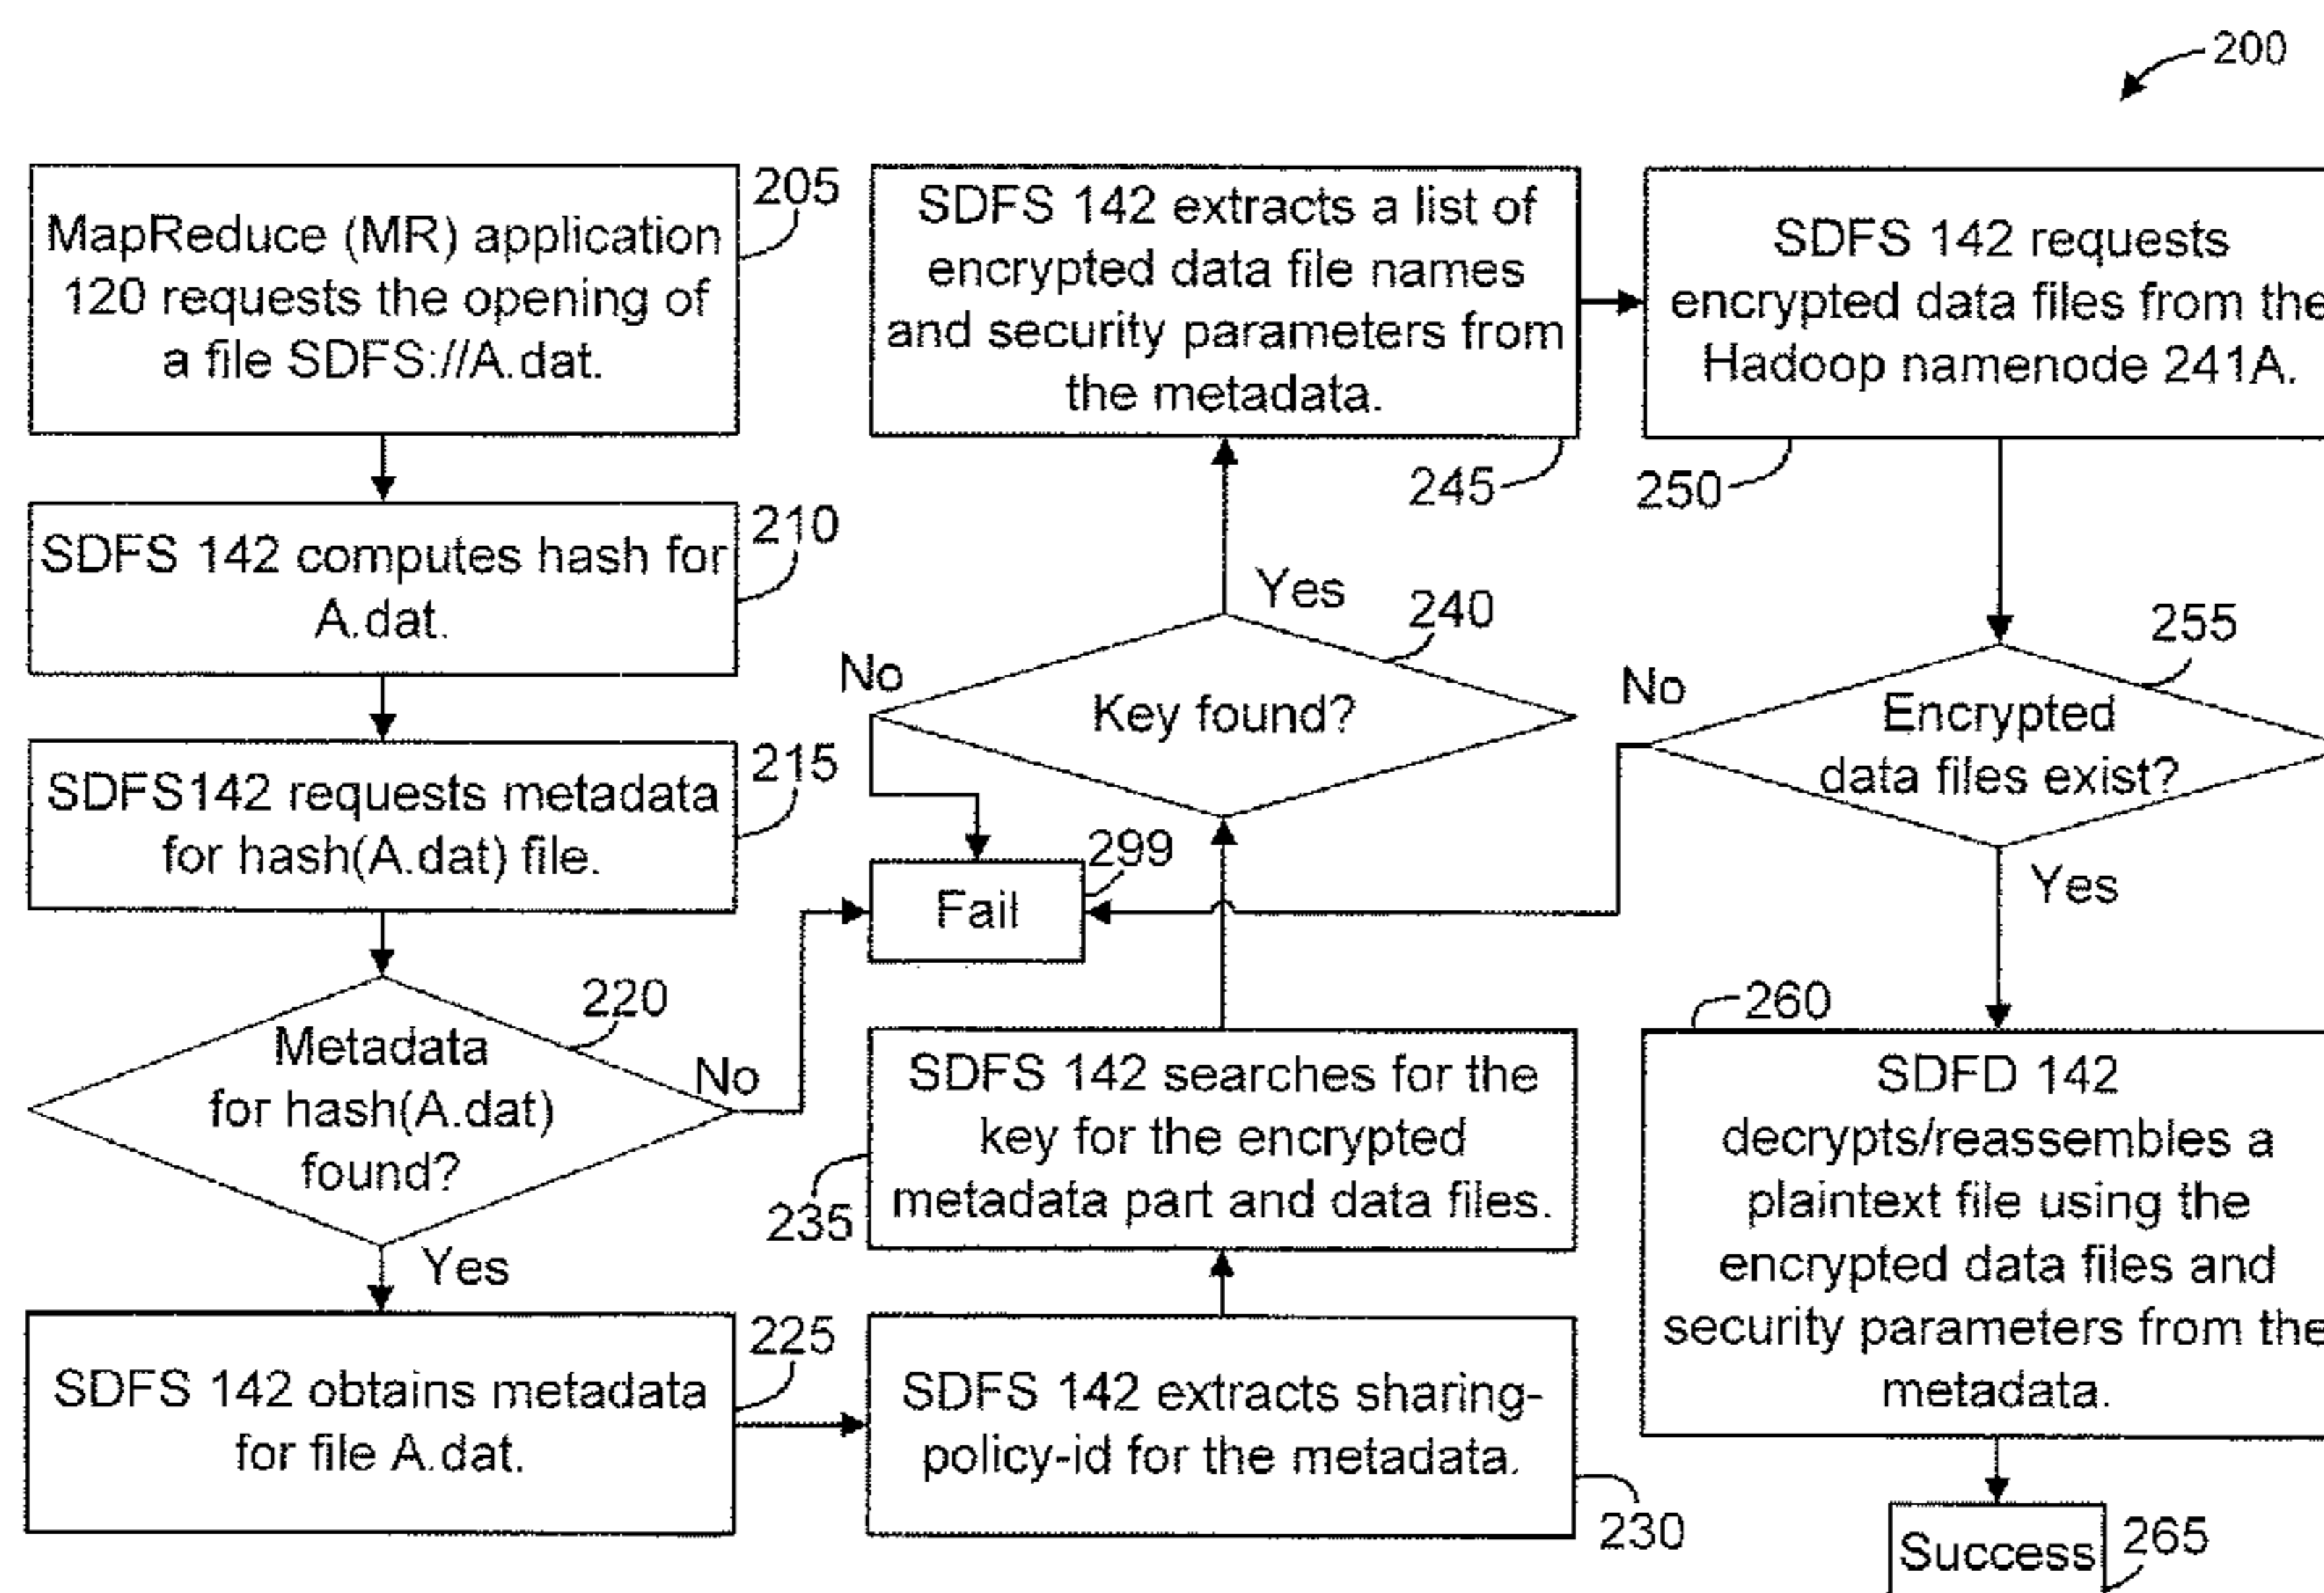 200
MapReduce (MR) application
120 requests the opening of
a file SDFS://A.dat.
205
SDFS 142 computes hash for
A.dat.
210
SDFS142 requests metadata
for hash(A.dat) file.
215
Metadata
for hash(A.dat)
found?
220
No
Yes
SDFS 142 obtains metadata
for file A.dat.
225
SDFS 142 extracts sharing-
policy-id for the metadata.
230
SDFS 142 searches for the
key for the encrypted
metadata part and data files.
235
Key found?
240
No
Yes
Fail
299
SDFS 142 extracts a list of
encrypted data file names
and security parameters from
the metadata.
245
SDFS 142 requests
encrypted data files from the
Hadoop namenode 241A.
250
Encrypted
data files exist?
255
No
Yes
260
SDFD 142
decrypts/reassembles a
plaintext file using the
encrypted data files and
security parameters from the
metadata.
Success
265